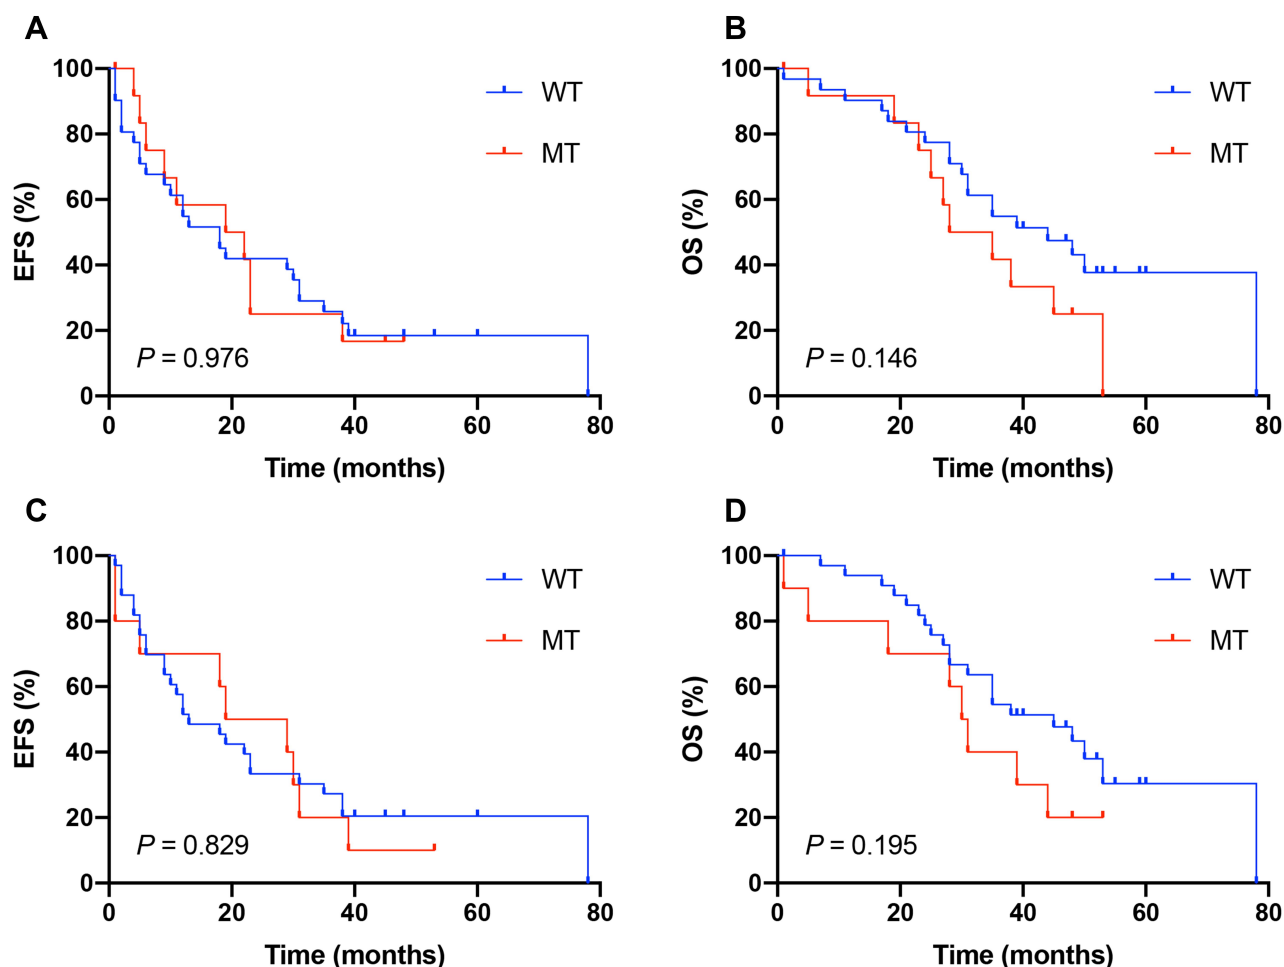 A
EFS (%)
100
80
60
40
20
0
0 20 40 60 80
Time (months)
WT
MT
P = 0.976
B
OS (%)
100
80
60
40
20
0
0 20 40 60 80
Time (months)
WT
MT
P = 0.146
C
EFS (%)
100
80
60
40
20
0
0 20 40 60 80
Time (months)
WT
MT
P = 0.829
D
OS (%)
100
80
60
40
20
0
0 20 40 60 80
Time (months)
WT
MT
P = 0.195